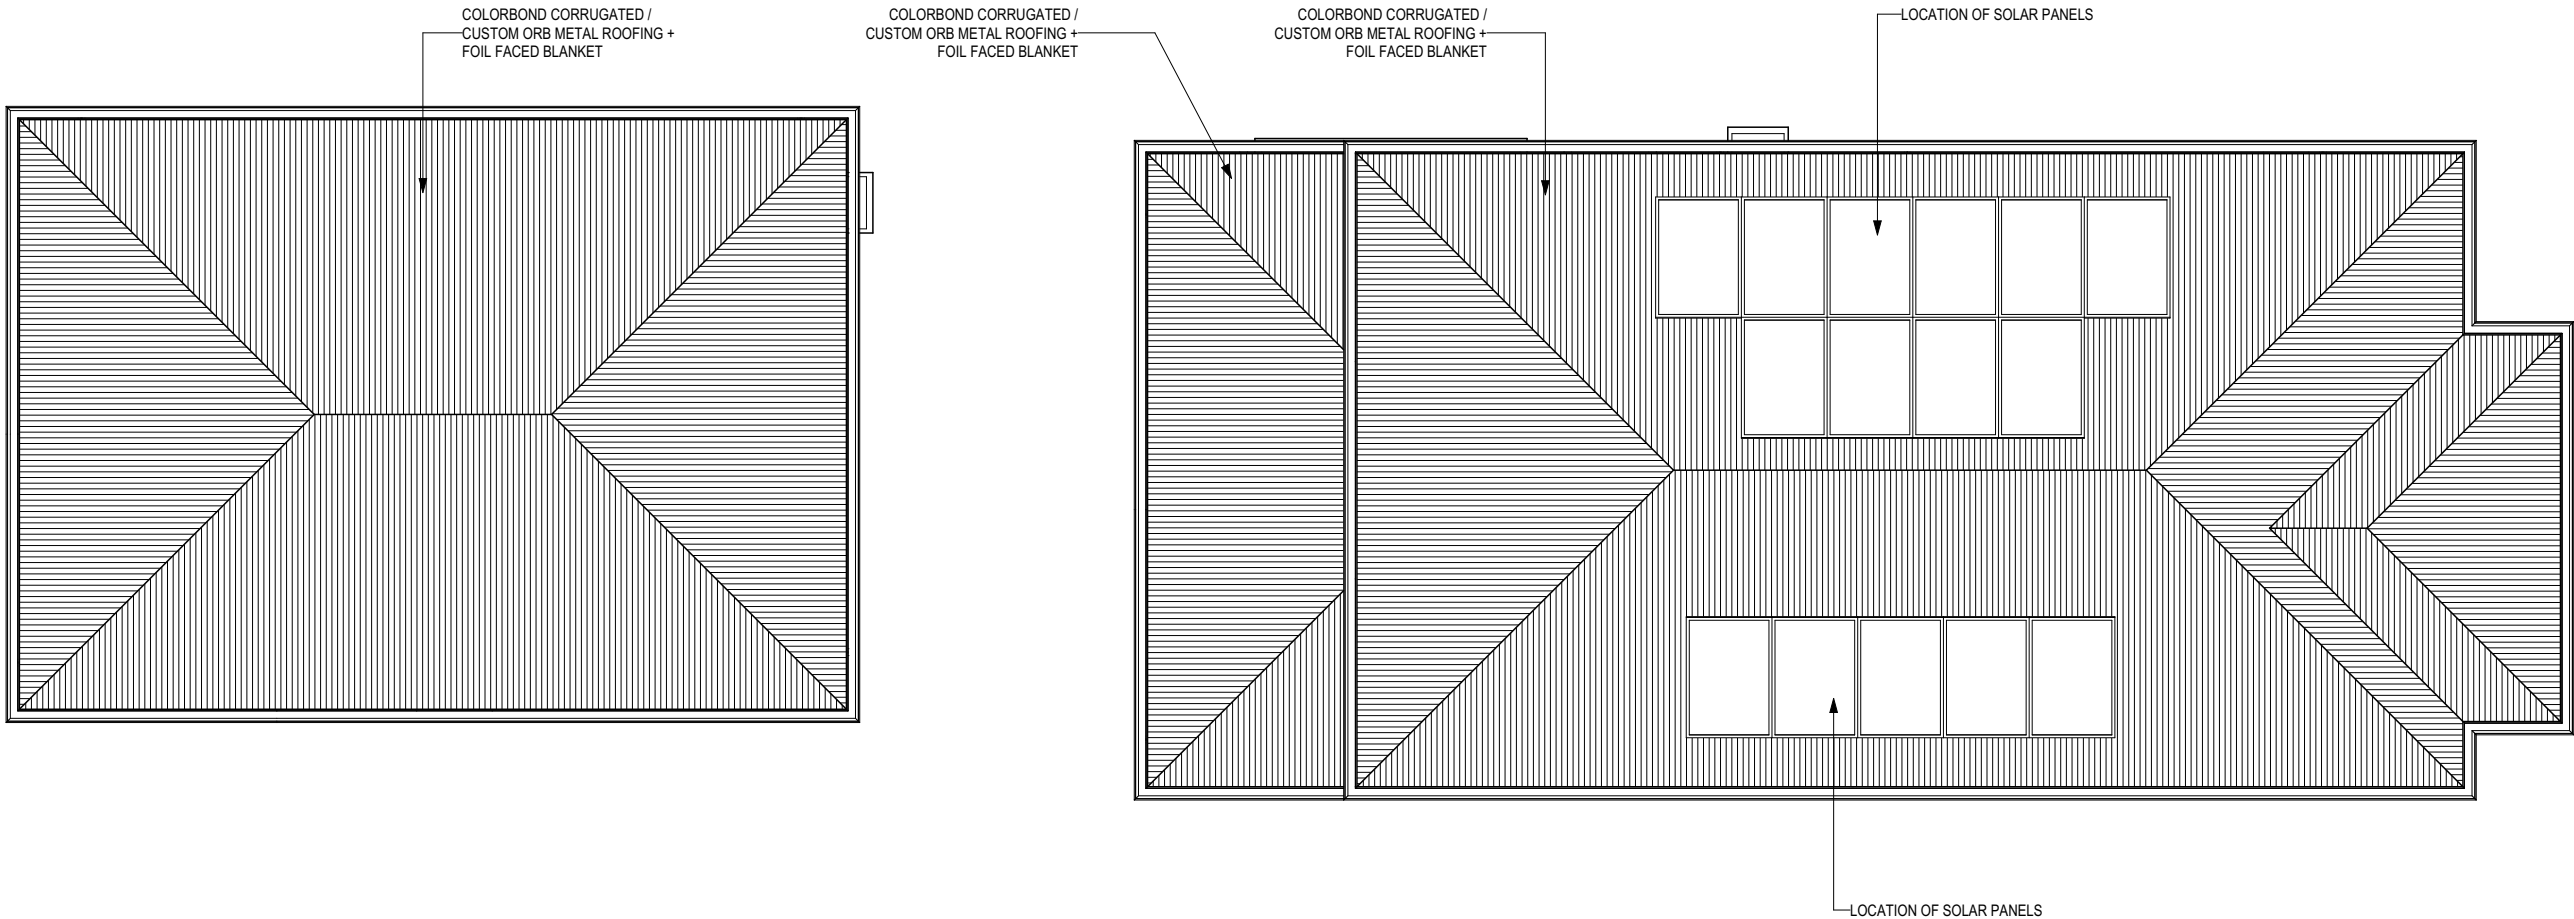 COLORBOND CORRUGATED /
CUSTOM ORB METAL ROOFING +
FOIL FACED BLANKET
COLORBOND CORRUGATED /
CUSTOM ORB METAL ROOFING +
FOIL FACED BLANKET
COLORBOND CORRUGATED /
CUSTOM ORB METAL ROOFING +
FOIL FACED BLANKET
LOCATION OF SOLAR PANELS
LOCATION OF SOLAR PANELS